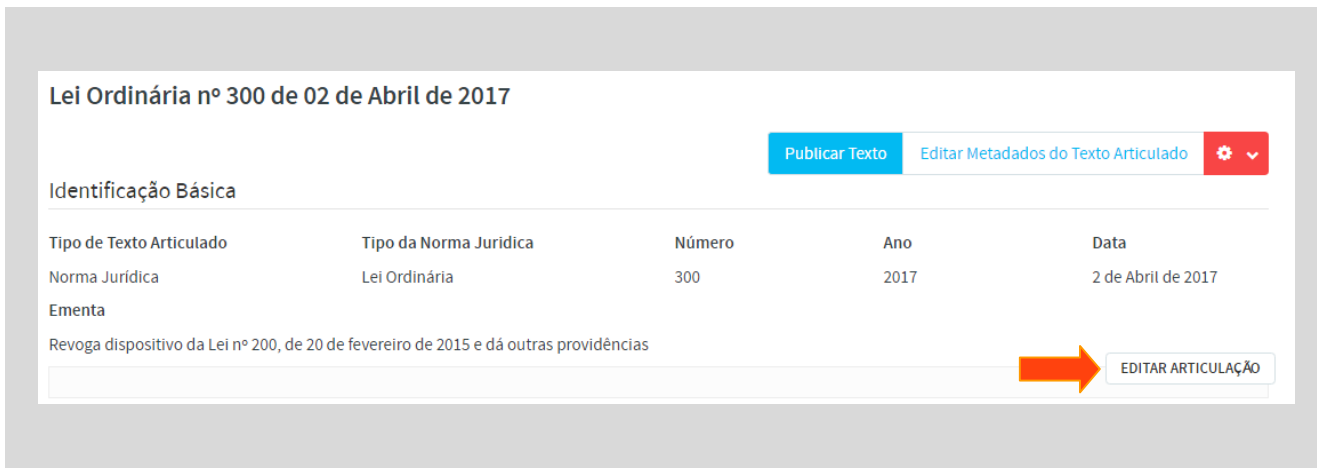 Lei Ordinária nº 300 de 02 de Abril de 2017
Publicar Texto Editar Metadados do Texto Articulado
Identificação Básica
Tipo de Texto Articulado Tipo da Norma Juridica Número Ano Data
Norma Jurídica Lei Ordinária 300 2017 2 de Abril de 2017
Ementa
Revoga dispositivo da Lei nº 200, de 20 de fevereiro de 2015 e dá outras providências
EDITAR ARTICULAÇÃO